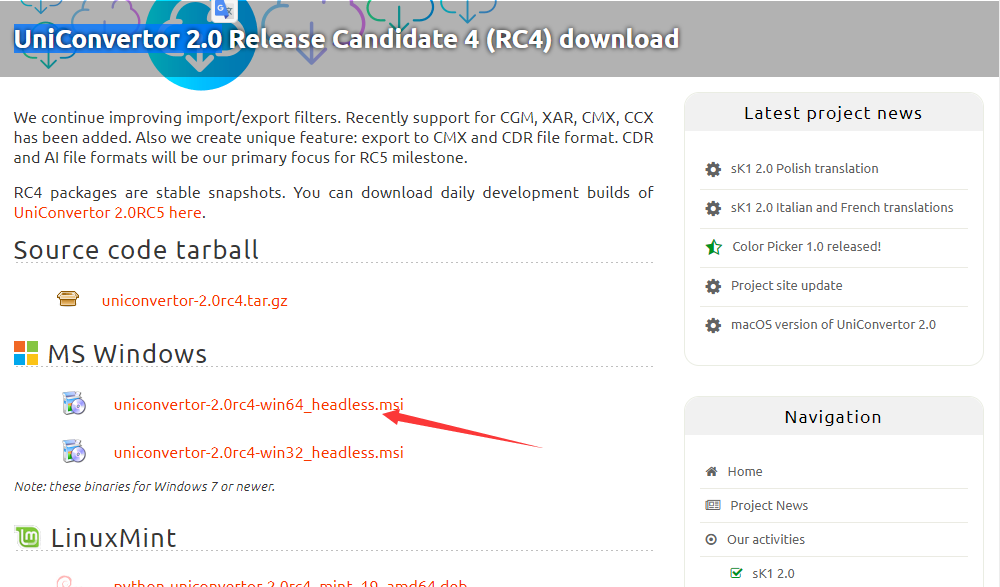 UniConvertor 2.0 Release Candidate 4 (RC4) download
We continue improving import/export filters. Recently support for CGM, XAR, CMX, CCX
has been added. Also we create unique feature: export to CMX and CDR file format. CDR
and AI file formats will be our primary focus for RC5 milestone.
RC4 packages are stable snapshots. You can download daily development builds of
UniConvertor 2.0RC5 here.
Source code tarball
uniconvertor-2.0rc4.tar.gz
MS Windows
uniconvertor-2.0rc4-win64_headless.msi
uniconvertor-2.0rc4-win32_headless.msi
Note: these binaries for Windows 7 or newer.
LinuxMint
python-uniconvertor-2.0rc4_mint_19_amd64.deb
Latest project news
sK1 2.0 Polish translation
sK1 2.0 Italian and French translations
Color Picker 1.0 released!
Project site update
macOS version of UniConvertor 2.0
Navigation
Home
Project News
Our activities
sK1 2.0